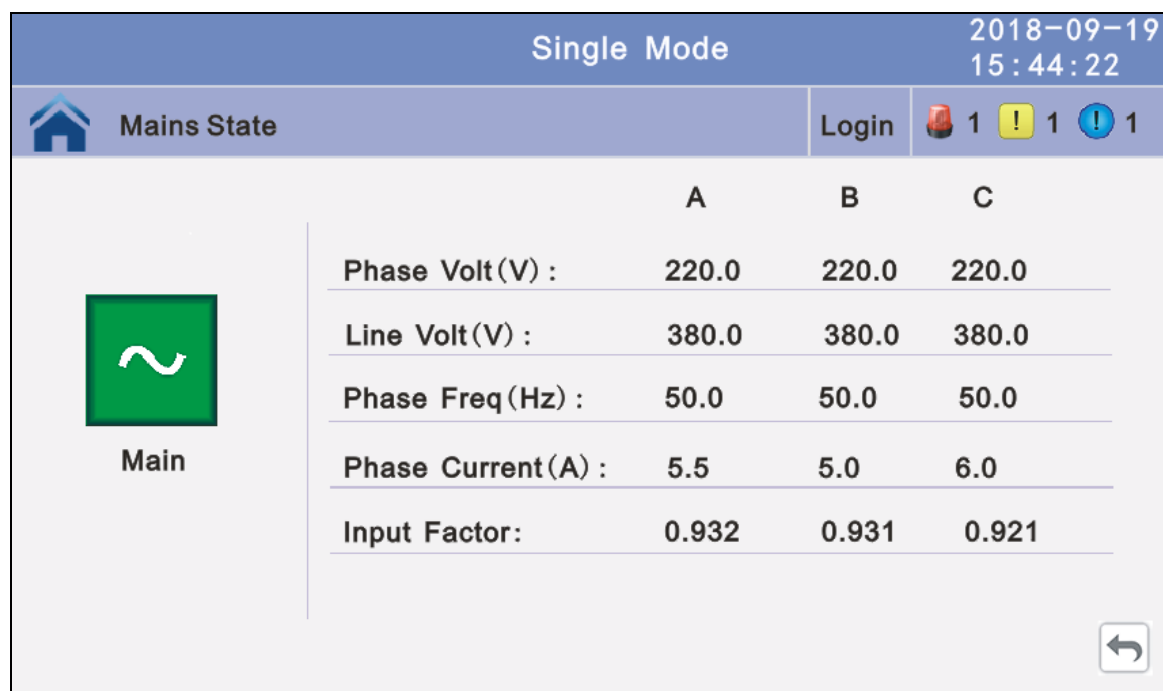 Single Mode
2018-09-19
15:44:22
Mains State Login 1 ! 1 ! 1
A B C
Phase Volt(V): 220.0 220.0 220.0
Line Volt(V): 380.0 380.0 380.0
Phase Freq(Hz): 50.0 50.0 50.0
Main
Phase Current(A): 5.5 5.0 6.0
Input Factor: 0.932 0.931 0.921